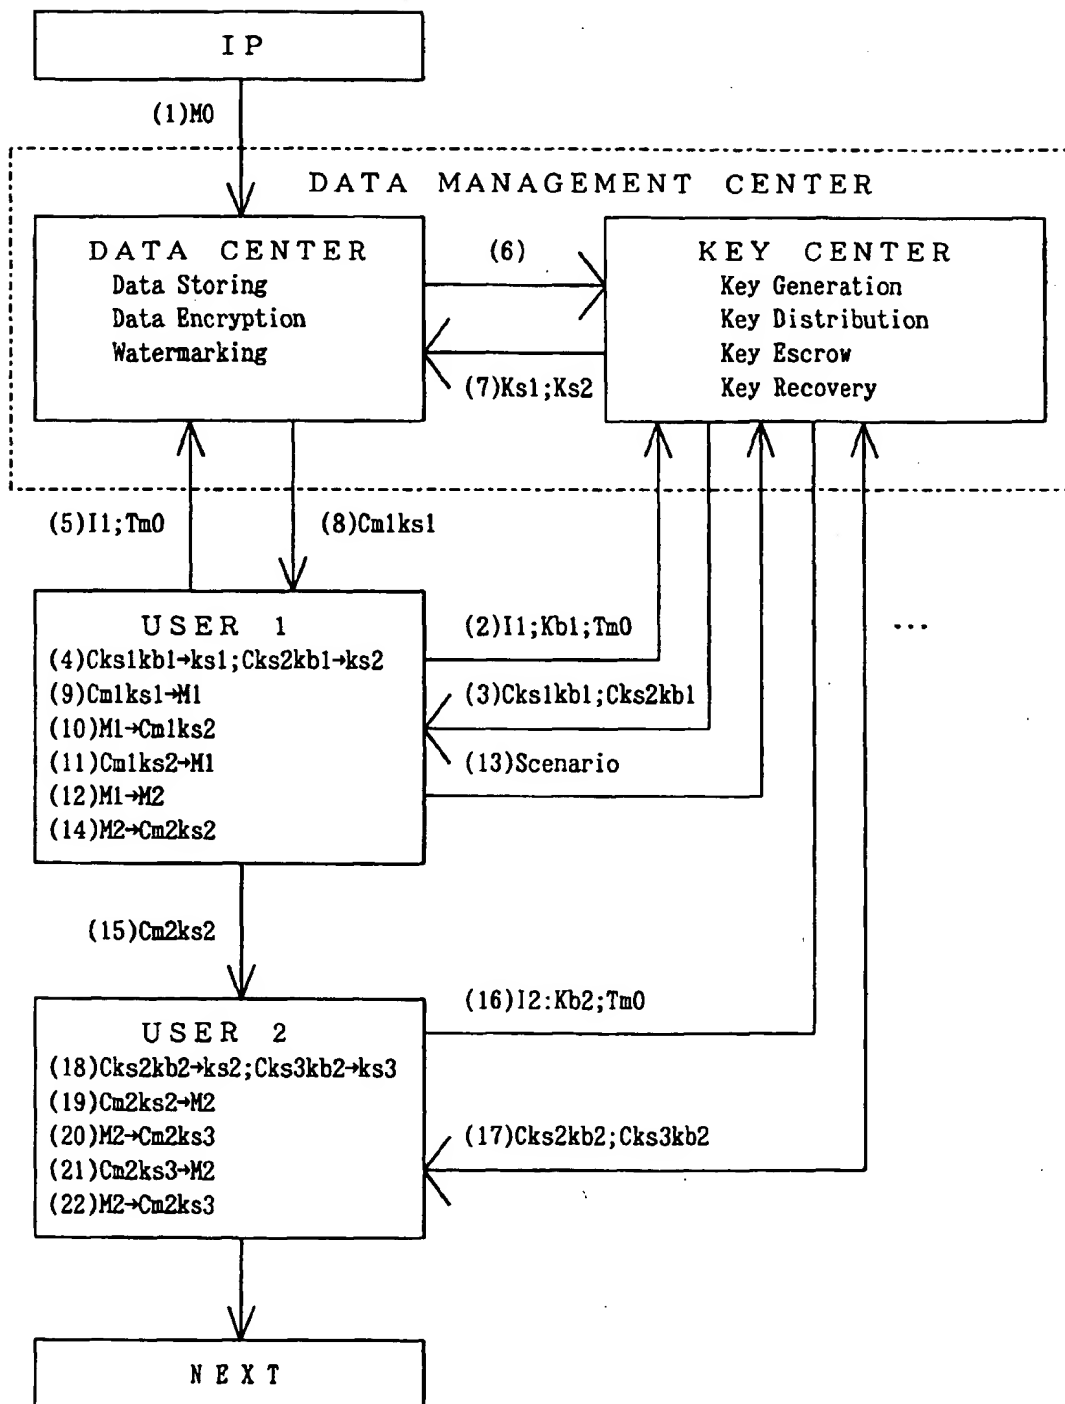 IP
(1)M0
DATA MANAGEMENT CENTER
DATA CENTER
Data Storing
Data Encryption
Watermarking
(6)
(7)Ks1;Ks2
KEY CENTER
Key Generation
Key Distribution
Key Escrow
Key Recovery
(5)I1;Tm0
(8)Cm1ks1
USER 1
(4)Cks1kb1→ks1;Cks2kb1→ks2
(9)Cm1ks1→M1
(10)M1→Cm1ks2
(11)Cm1ks2→M1
(12)M1→M2
(14)M2→Cm2ks2
(2)I1;Kb1;Tm0
(3)Cks1kb1;Cks2kb1
(13)Scenario
...
(15)Cm2ks2
USER 2
(18)Cks2kb2→ks2;Cks3kb2→ks3
(19)Cm2ks2→M2
(20)M2→Cm2ks3
(21)Cm2ks3→M2
(22)M2→Cm2ks3
(16)I2:Kb2;Tm0
(17)Cks2kb2;Cks3kb2
NEXT